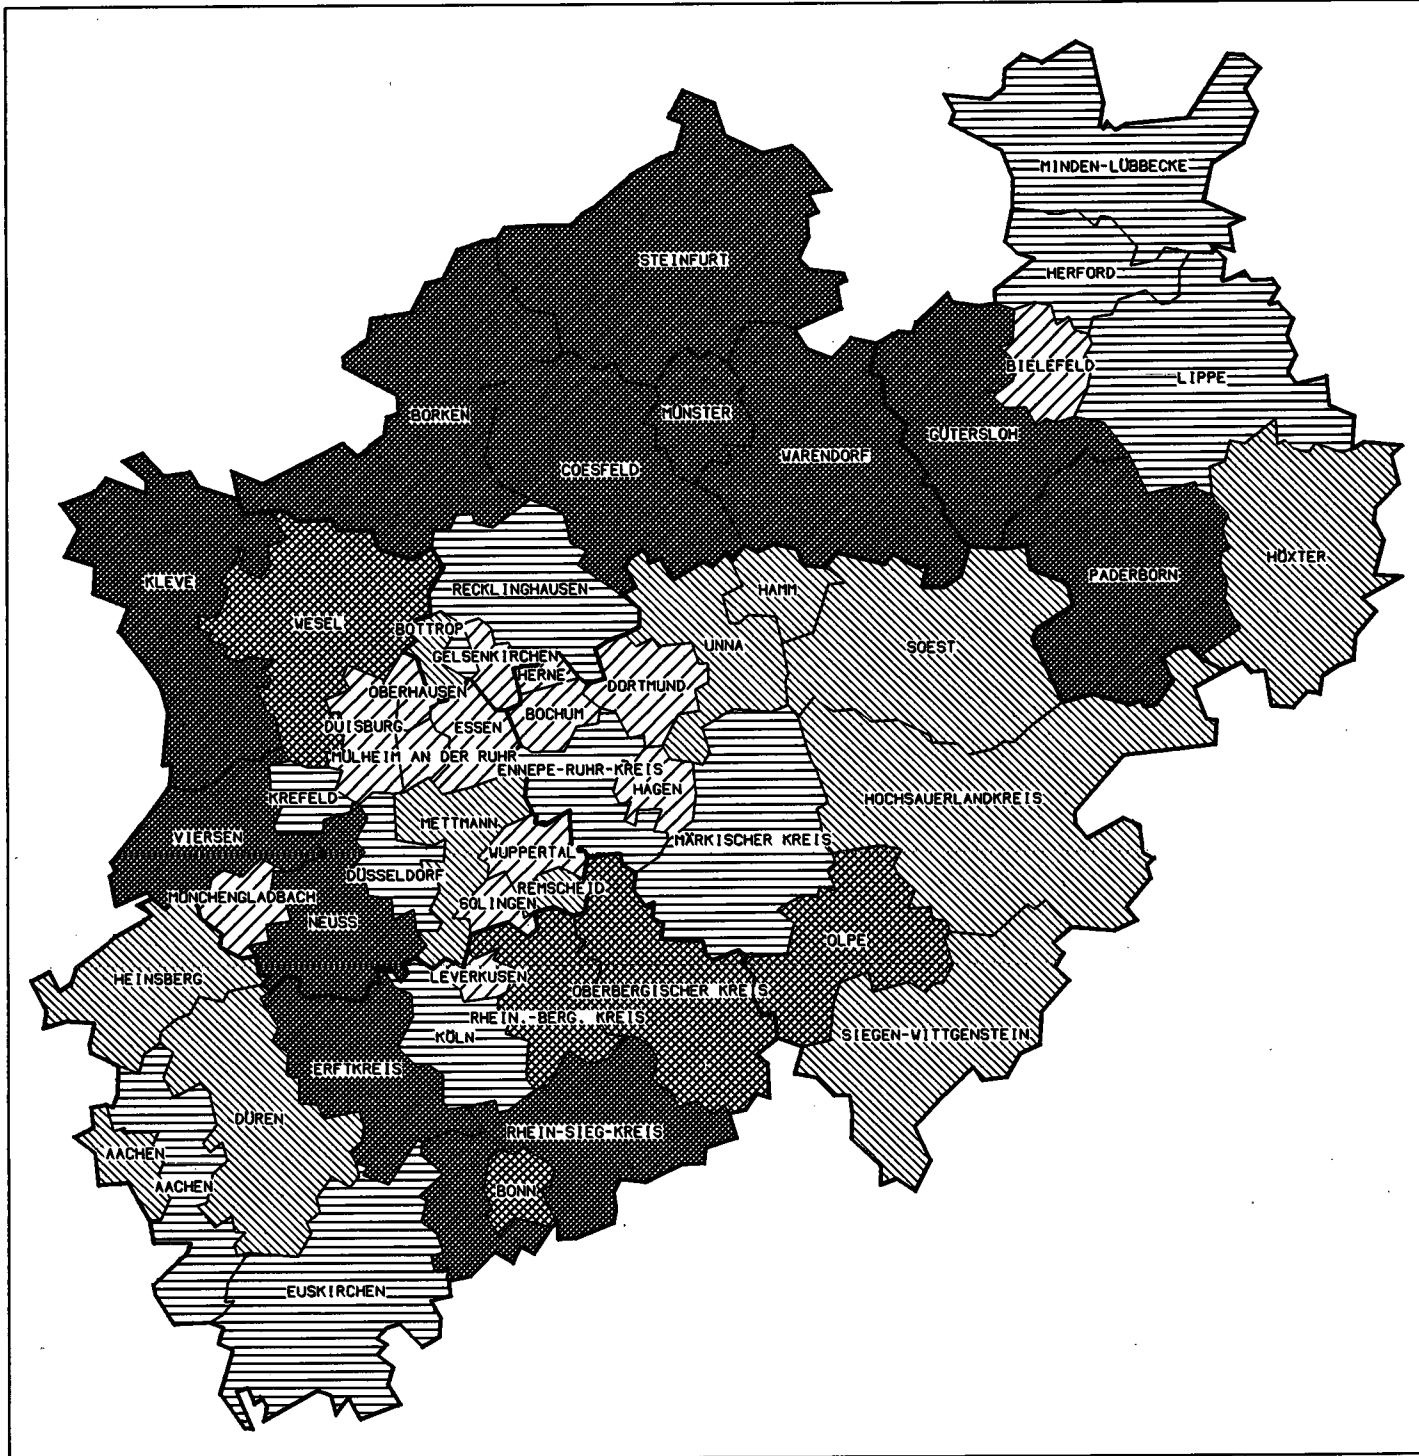 MINDEN-LÜBBECKE
STEINFURT
HERFORD
BIELEFELD
LIPPE
BORKEN
MÜNSTER
GÜTERSLOH
WARENDORF
COESFELD
HÖXTER
PADERBORN
KLEVE
RECKLINGHAUSEN
HAMM
WESEL
BOTTROP
UNNA
SOEST
GELSENKIRCHEN
HERNE
OBERHAUSEN
DORTMUND
BOCHUM
DUISBURG
ESSEN
MÜLHEIM AN DER RUHR
ENNEPE-RUHR-KREIS
HAGEN
KREFELD
HOCHSAUERLANDKREIS
METTMANN
VIERSEN
MÄRKISCHER KREIS
WUPPERTAL
DÜSSELDORF
REMSCHEID
MÖNCHENGLADBACH
SOLINGEN
NEUSS
OLPE
HEINSBERG
LEVERKUSEN
OBERBERGISCHER KREIS
RHEIN.-BERG. KREIS
KÖLN
SIEGEN-WITTGENSTEIN
ERFTKREIS
DÜREN
RHEIN-SIEG-KREIS
AACHEN
AACHEN
BONN
EUSKIRCHEN